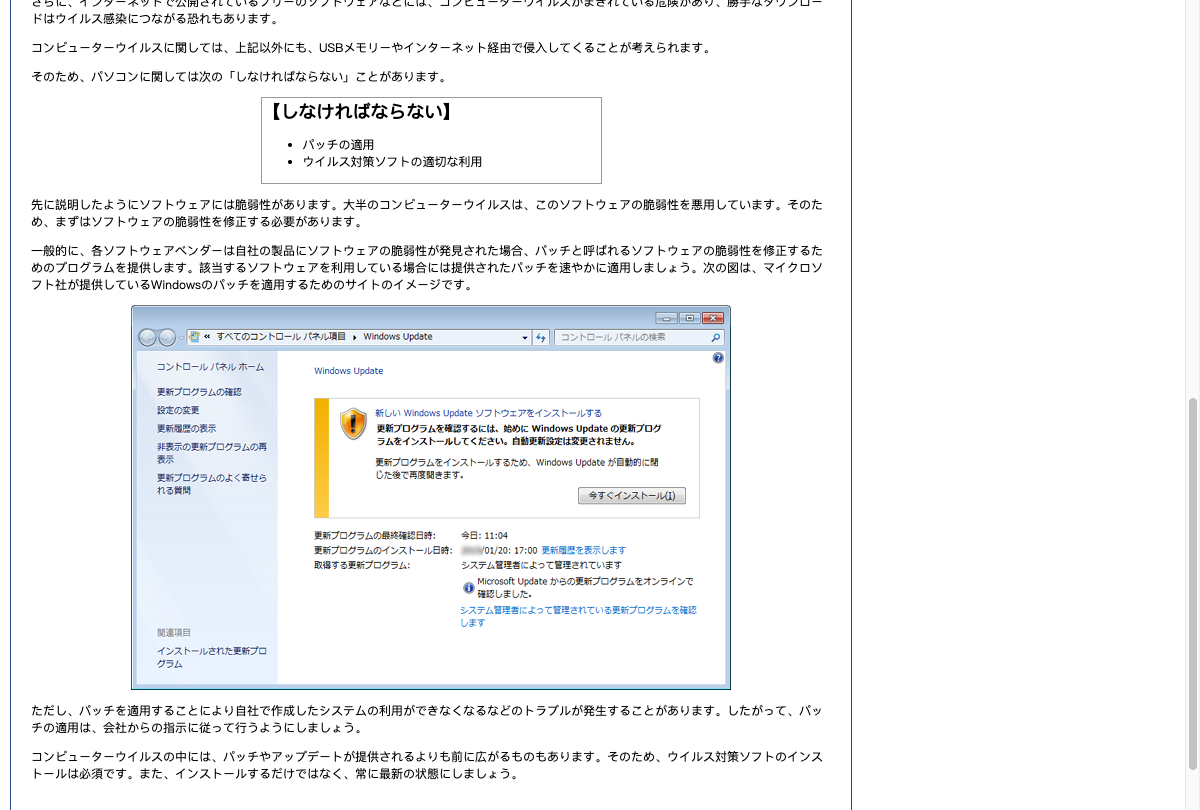 さらに、インターネットで公開されているフリーのソフトウェアなどには、コンピューターウイルスがまぎれている危険があり、勝手なダウンロー
ドはウイルス感染につながる恐れもあります。
コンピューターウイルスに関しては、上記以外にも、USBメモリーやインターネット経由で侵入してくることが考えられます。
そのため、パソコンに関しては次の「しなければならない」ことがあります。
【しなければならない】
• パッチの適用
• ウイルス対策ソフトの適切な利用
先に説明したようにソフトウェアには脆弱性があります。大半のコンピューターウイルスは、このソフトウェアの脆弱性を悪用しています。そのた
め、まずはソフトウェアの脆弱性を修正する必要があります。
一般的に、各ソフトウェアベンダーは自社の製品にソフトウェアの脆弱性が発見された場合、パッチと呼ばれるソフトウェアの脆弱性を修正するた
めのプログラムを提供します。該当するソフトウェアを利用している場合には提供されたパッチを速やかに適用しましょう。次の図は、マイクロソ
フト社が提供しているWindowsのパッチを適用するためのサイトのイメージです。
« すべてのコントロール パネル項目 ▸ Windows Update
コントロール パネルの検索
コントロール パネル ホーム
更新プログラムの確認
設定の変更
更新履歴の表示
非表示の更新プログラムの再
表示
更新プログラムのよく寄せら
れる質問
関連項目
インストールされた更新プロ
グラム
Windows Update
新しい Windows Update ソフトウェアをインストールする
更新プログラムを確認するには、始めに Windows Update の更新プログ
ラムをインストールしてください。自動更新設定は変更されません。
更新プログラムをインストールするため、Windows Update が自動的に閉
じた後で再度開きます。
今すぐインストール(I)
更新プログラムの最終確認日時: 今日: 11:04
更新プログラムのインストール日時: /01/20: 17:00 更新履歴を表示します
取得する更新プログラム: システム管理者によって管理されています
Microsoft Update からの更新プログラムをオンラインで
確認しました。
システム管理者によって管理されている更新プログラムを確認
します
ただし、パッチを適用することにより自社で作成したシステムの利用ができなくなるなどのトラブルが発生することがあります。したがって、パッ
チの適用は、会社からの指示に従って行うようにしましょう。
コンピューターウイルスの中には、パッチやアップデートが提供されるよりも前に広がるものもあります。そのため、ウイルス対策ソフトのインス
トールは必須です。また、インストールするだけではなく、常に最新の状態にしましょう。